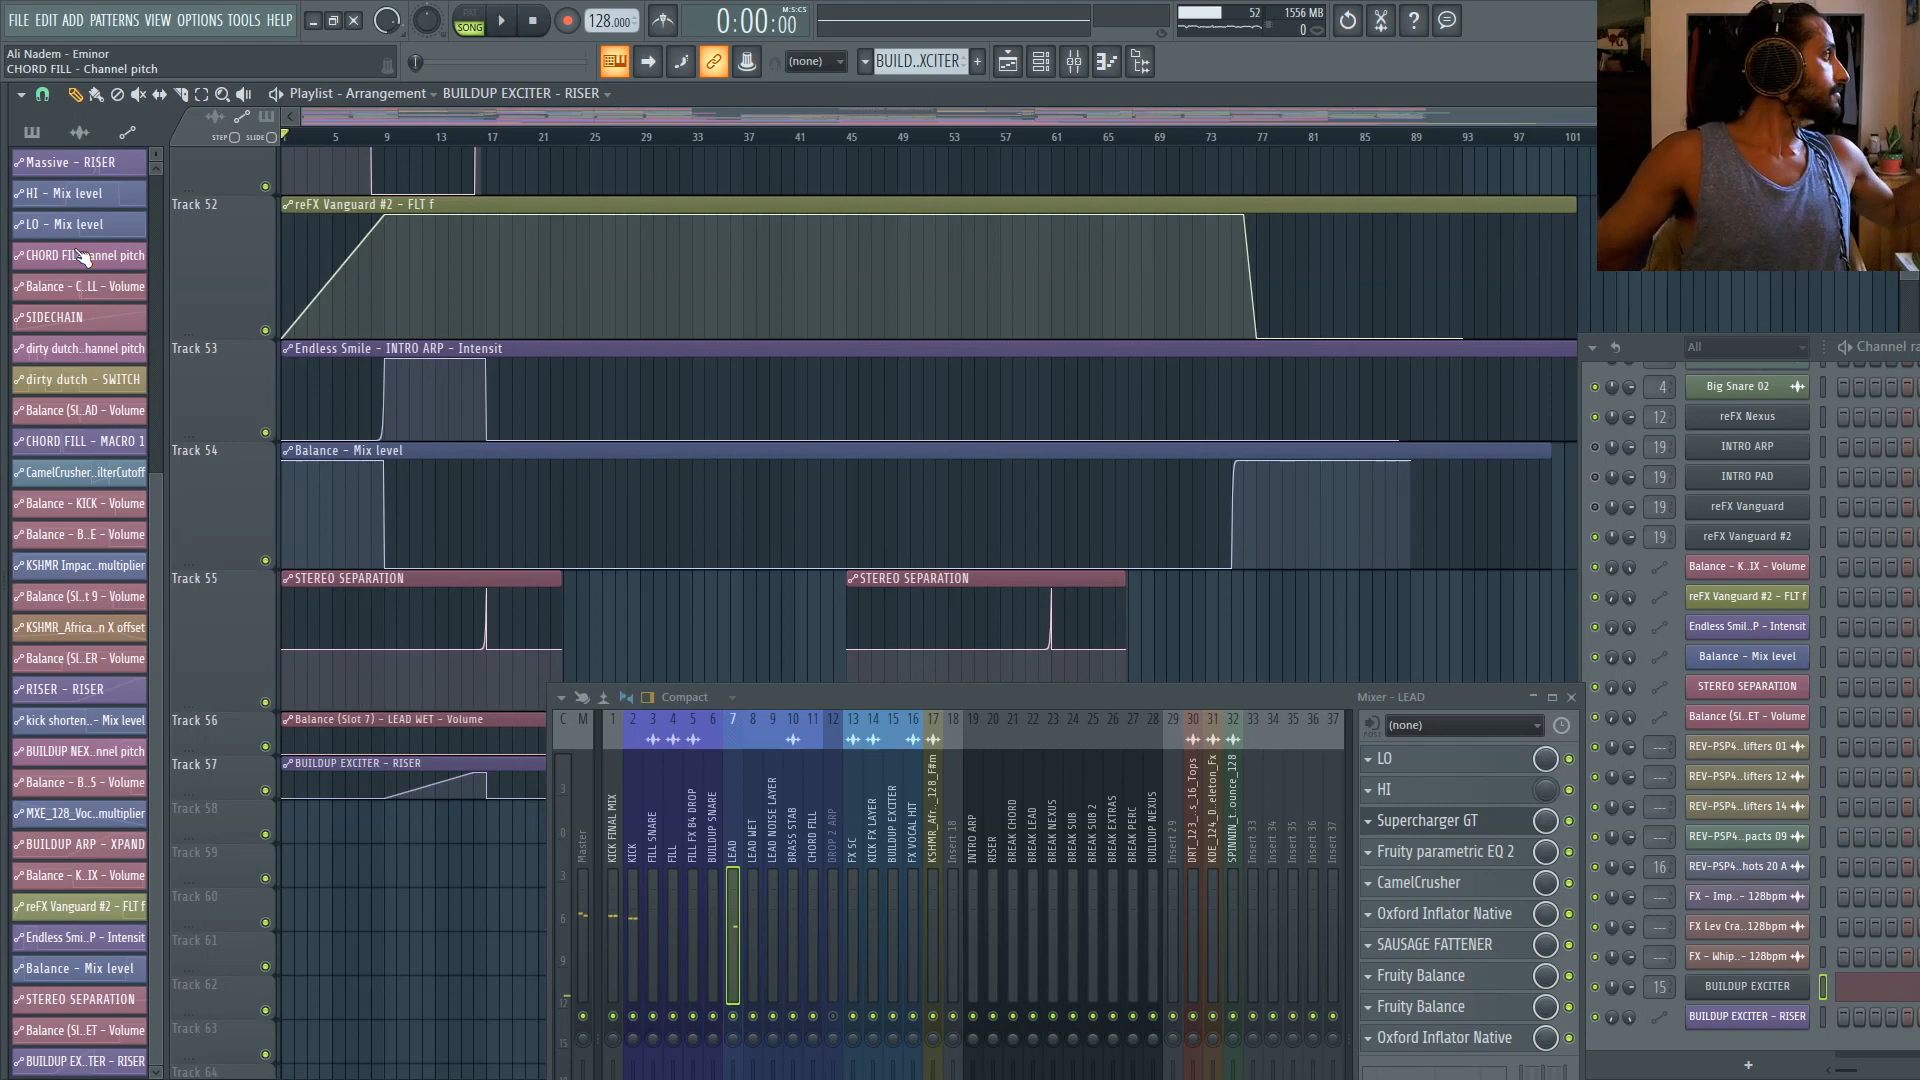 FILE EDIT ADD PATTERNS VIEW OPTIONS TOOLS HELP
PAT
SONG
128.000
0:00:00
M:S:CS
52
1556 MB
0
Ali Nadem - Eminor
CHORD FILL - Channel pitch
(none)
BUILD..XCITER
Playlist - Arrangement
BUILDUP EXCITER - RISER
STEP
SLIDE
5 9 13 17 21 25 29 33 37 41 45 49 53 57 61 65 69 73 77 81 85 89 93 97 101
Massive - RISER
HI - Mix level
LO - Mix level
Balance - C..LL - Volume
SIDECHAIN
dirty dutch..hannel pitch
dirty dutch - SWITCH
Balance (Sl..AD - Volume
CHORD FILL - MACRO 1
CamelCrusher..ilterCutoff
Balance - KICK - Volume
Balance - B..E - Volume
KSHMR Impac..multiplier
Balance (Sl..t 9 - Volume
KSHMR_Africa..n X offset
Balance (Sl..ER - Volume
RISER - RISER
kick shorten..- Mix level
BUILDUP NEX..nnel pitch
Balance - B..S - Volume
MXE_128_Voc..multiplier
BUILDUP ARP - XPAND
Balance - K..IX - Volume
reFX Vanguard #2 - FLT f
Endless Smi..P - Intensit
Balance - Mix level
STEREO SEPARATION
Balance (Sl..ET - Volume
BUILDUP EX..TER - RISER
Track 52
reFX Vanguard #2 - FLT f
Track 53
Endless Smile - INTRO ARP - Intensit
Track 54
Balance - Mix level
Track 55
STEREO SEPARATION
STEREO SEPARATION
Track 56
Balance (Slot 7) - LEAD WET - Volume
Track 57
BUILDUP EXCITER - RISER
Track 58
Track 59
Track 60
Track 61
Track 62
Track 63
Track 64
Compact
Mixer - LEAD
C M 1 2 3 4 5 6 7 8 9 10 11 12 13 14 15 16 17 18 19 20 21 22 23 24 25 26 27 28 29 30 31 32 33 34 35 36 37
Master
KICK FINAL MIX
KICK
FILL SNARE
FILL
FILL FX B4 DROP
BUILDUP SNARE
LEAD
LEAD WET
LEAD NOISE LAYER
BRASS STAB
CHORD FILL
DROP 2 ARP
FX SC
KICK FX LAYER
BUILDUP EXCITER
FX VOCAL HIT
KSHMR_Afr.._128_F#m
Insert 18
INTRO ARP
RISER
BREAK CHORD
BREAK LEAD
BREAK NEXUS
BREAK SUB
BREAK SUB 2
BREAK EXTRAS
BREAK PERC
BUILDUP NEXUS
Insert 29
DRT_123_..s_16_Tops
KDE_124_D..eleton_Fx
SPINNIN_t..ounce_128
Insert 33
Insert 34
Insert 35
Insert 36
Insert 37
3
0
3
6
9
12
15
POST
(none)
LO
HI
Supercharger GT
Fruity parametric EQ 2
CamelCrusher
Oxford Inflator Native
SAUSAGE FATTENER
Fruity Balance
Fruity Balance
Oxford Inflator Native
All
Channel ra
4 Big Snare 02
12 reFX Nexus
19 INTRO ARP
19 INTRO PAD
19 reFX Vanguard
19 reFX Vanguard #2
Balance - K..IX - Volume
reFX Vanguard #2 - FLT f
Endless Smil..P - Intensit
Balance - Mix level
STEREO SEPARATION
Balance (Sl..ET - Volume
--- REV-PSP4..lifters 01
--- REV-PSP4..lifters 12
--- REV-PSP4..lifters 14
--- REV-PSP4..pacts 09
16 REV-PSP4..hots 20 A
--- FX - Imp..- 128bpm
--- FX Lev Cra..128bpm
--- FX - Whip..- 128bpm
15 BUILDUP EXCITER
BUILDUP EXCITER - RISER